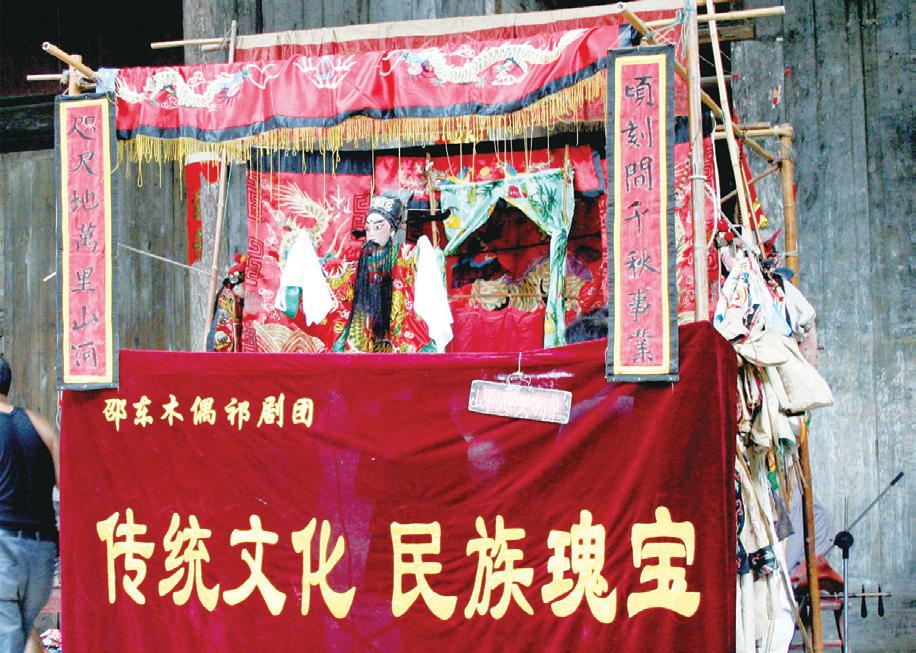 頃刻間千秋事業
咫尺地萬里山河
邵东木偶祁剧团
传统文化 民族瑰宝